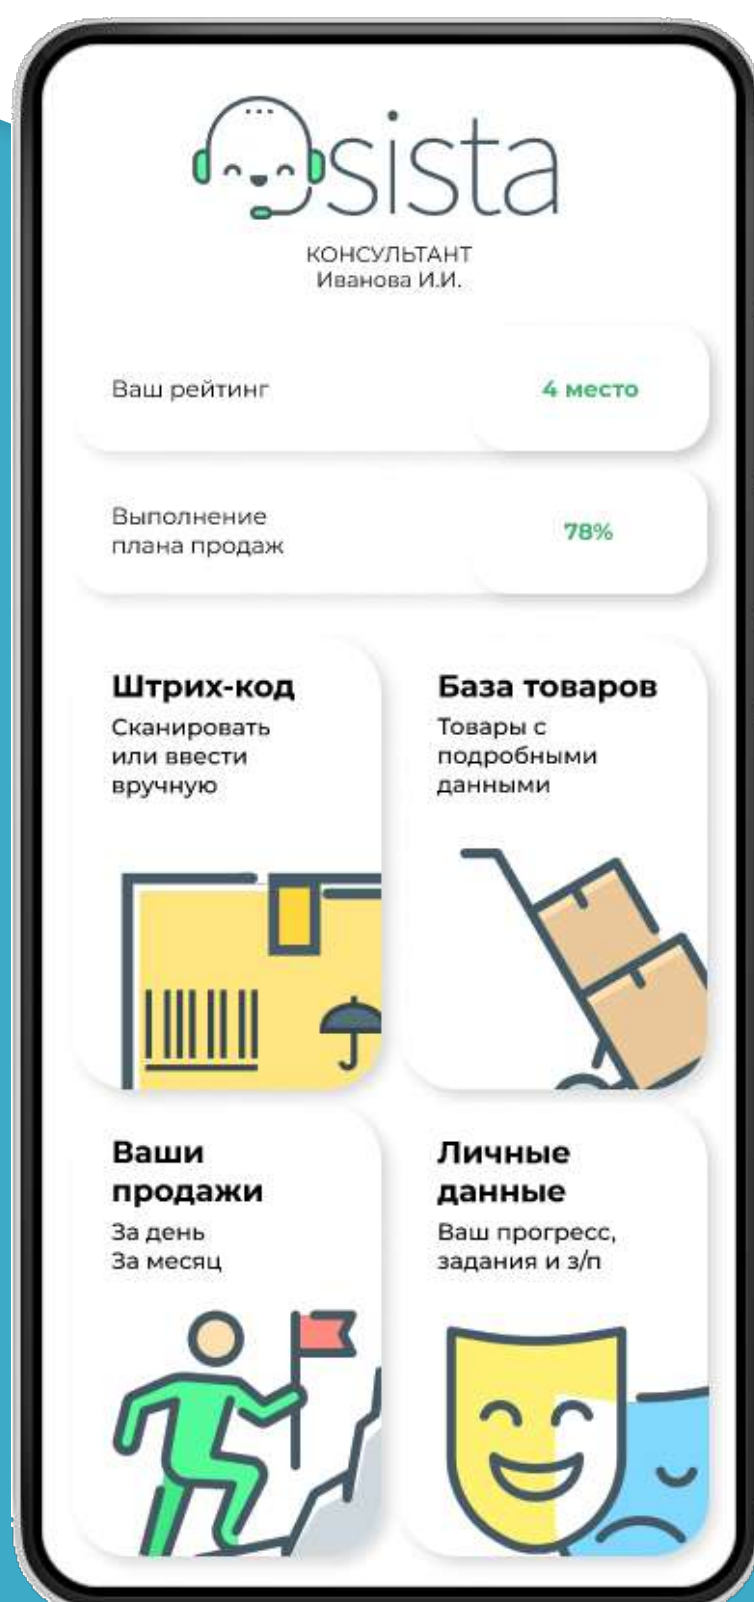 sista
КОНСУЛЬТАНТ
Иванова И.И.
Ваш рейтинг
4 место
Выполнение
плана продаж
78%
Штрих-код
Сканировать
или ввести
вручную
База товаров
Товары с
подробными
данными
Ваши
продажи
За день
За месяц
Личные
данные
Ваш прогресс,
задания и з/п